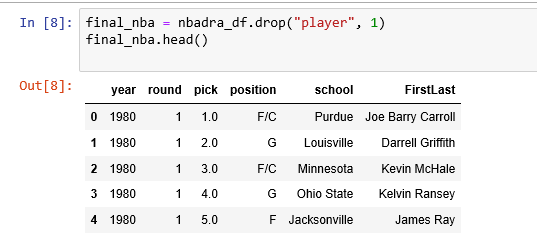 In [8]: final_nba = nbadra_df.drop("player", 1)
final_nba.head()
Out[8]:
year round pick position school FirstLast
0 1980 1 1.0 F/C Purdue Joe Barry Carroll
1 1980 1 2.0 G Louisville Darrell Griffith
2 1980 1 3.0 F/C Minnesota Kevin McHale
3 1980 1 4.0 G Ohio State Kelvin Ransey
4 1980 1 5.0 F Jacksonville James Ray